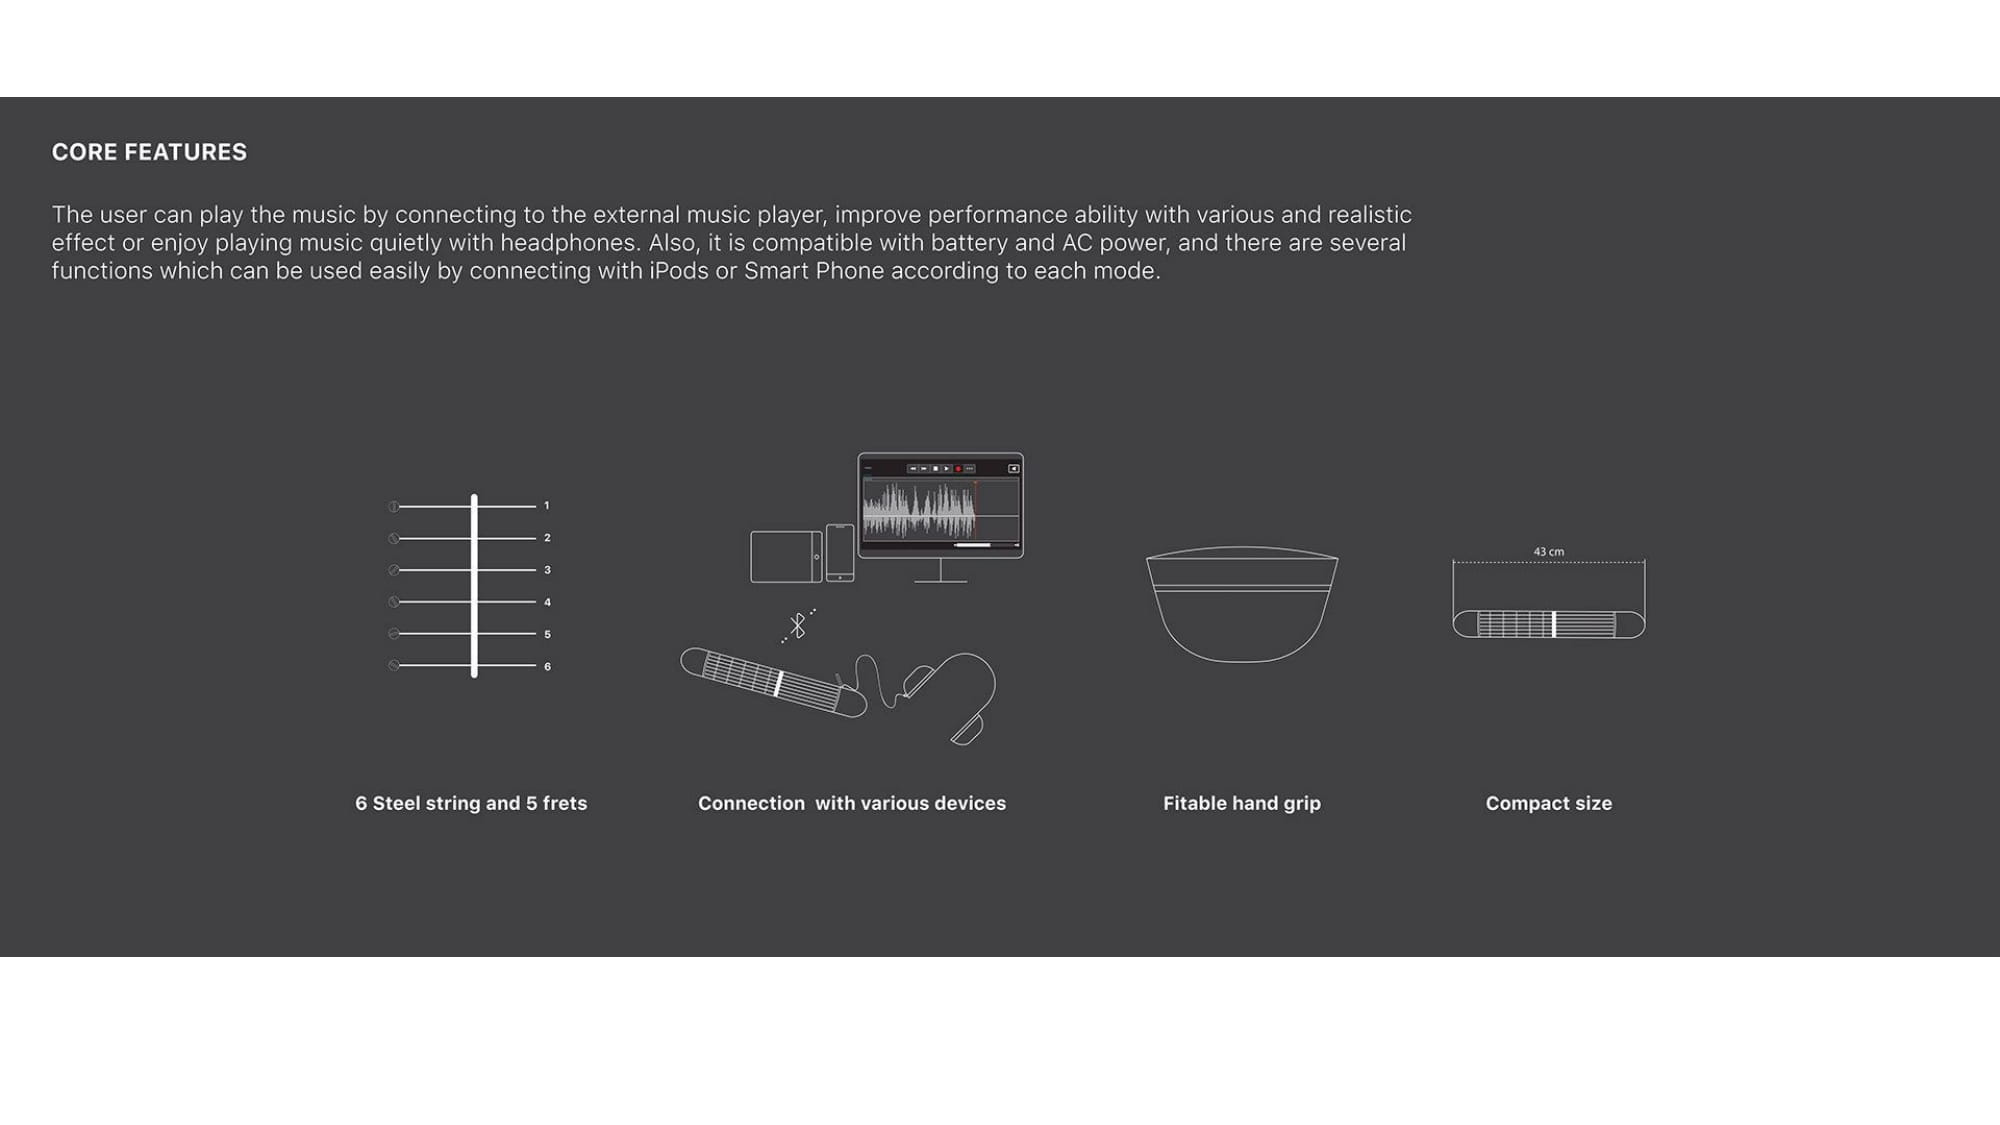 CORE FEATURES
The user can play the music by connecting to the external music player, improve performance ability with various and realistic
effect or enjoy playing music quietly with headphones. Also, it is compatible with battery and AC power, and there are several
functions which can be used easily by connecting with iPods or Smart Phone according to each mode.
1
2
3
4
5
6
43 cm
6 Steel string and 5 frets
Connection with various devices
Fitable hand grip
Compact size